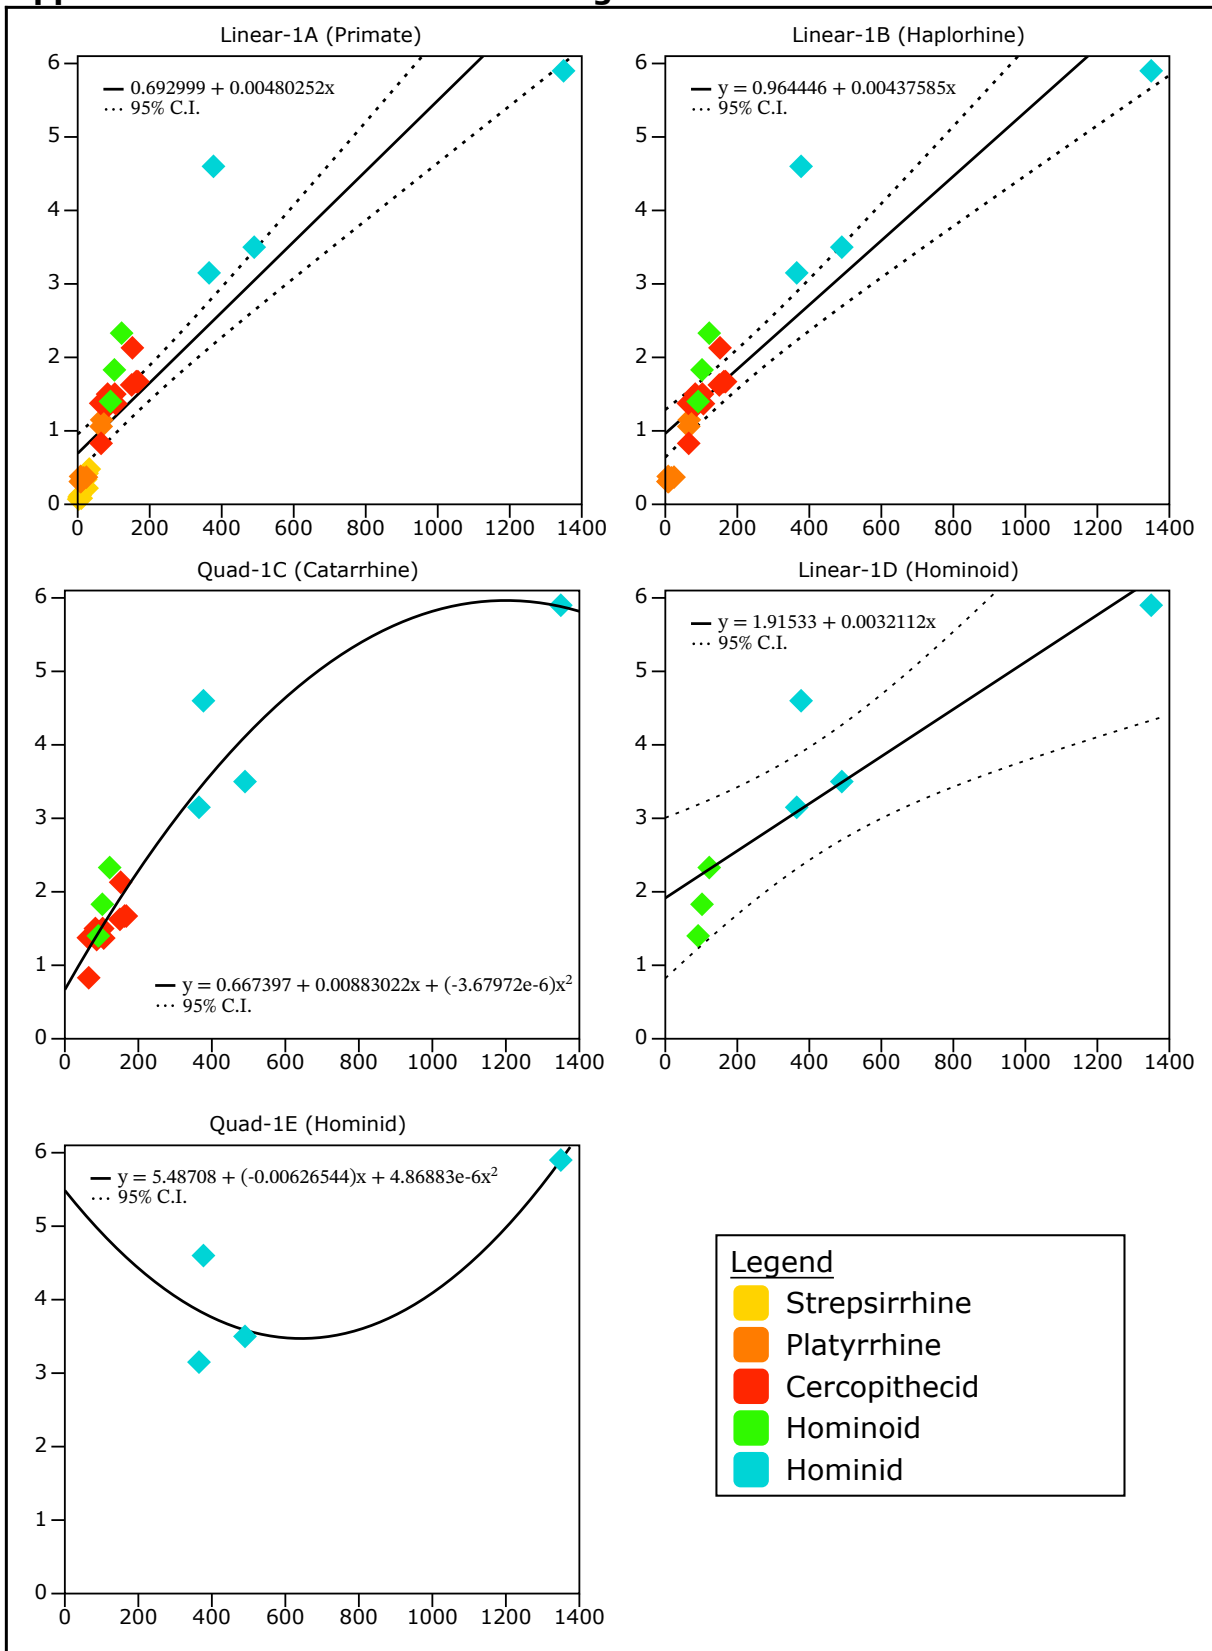 Linear-1A (Primate)
0.692999 + 0.00480252x
95% C.I.
6
5
4
3
2
1
0
0 200 400 600 800 1000 1200 1400
Linear-1B (Haplorhine)
y = 0.964446 + 0.00437585x
95% C.I.
6
5
4
3
2
1
0
0 200 400 600 800 1000 1200 1400
Quad-1C (Catarrhine)
6
5
4
3
2
1
0
y = 0.667397 + 0.00883022x + (-3.67972e-6)x²
95% C.I.
0 200 400 600 800 1000 1200 1400
Linear-1D (Hominoid)
y = 1.91533 + 0.0032112x
95% C.I.
6
5
4
3
2
1
0
0 200 400 600 800 1000 1200 1400
Quad-1E (Hominid)
y = 5.48708 + (-0.00626544)x + 4.86883e-6x²
95% C.I.
6
5
4
3
2
1
0
0 200 400 600 800 1000 1200 1400
Legend
Strepsirrhine
Platyrrhine
Cercopithecid
Hominoid
Hominid